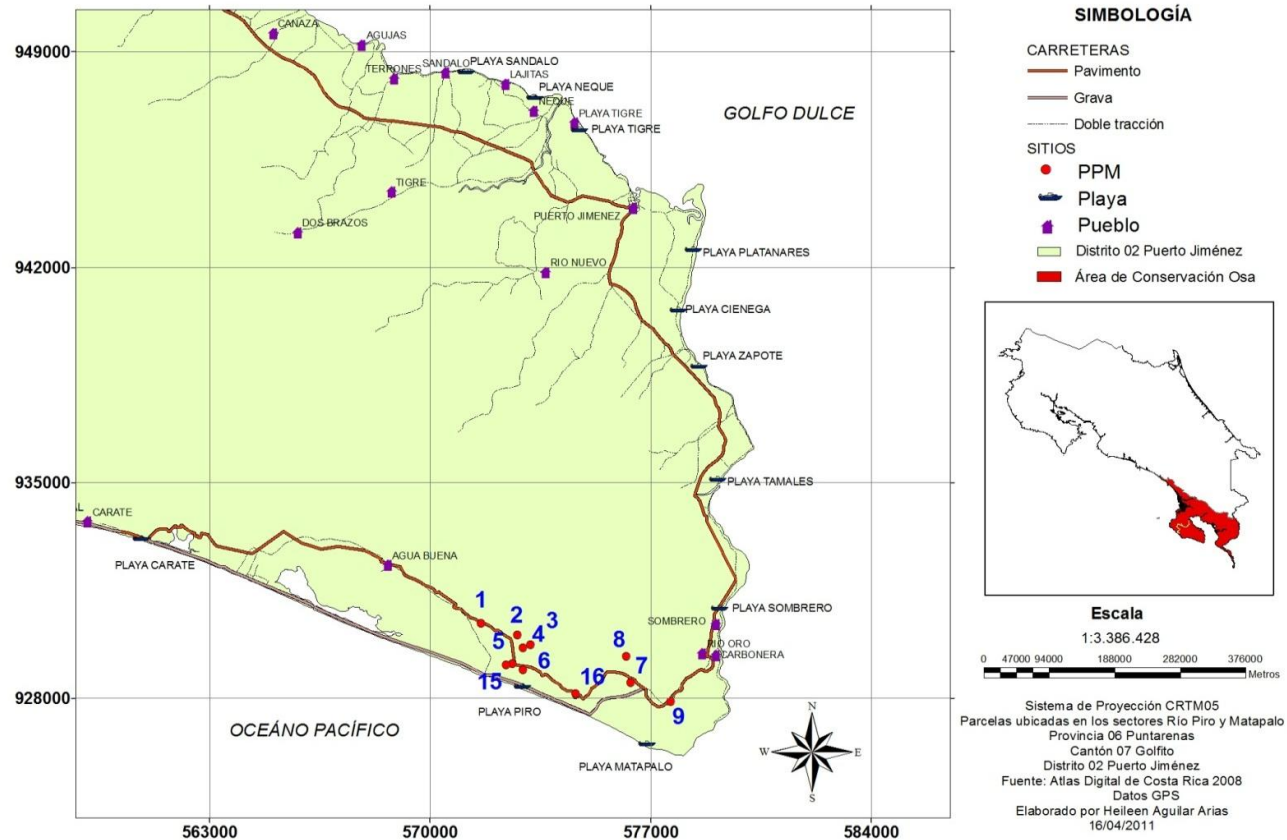 CANAZA
949000
AGUJAS
SANDALO
PLAYA SANDALO
TERRONES
LAJITAS
PLAYA NEQUE
NEQUE
PLAYA TIGRE
PLAYA TIGRE
GOLFO DULCE
TIGRE
PUERTO JIMENEZ
DOS BRAZOS
PLAYA PLATANARES
942000
RIO NUEVO
PLAYA CIENEGA
PLAYA ZAPOTE
935000
PLAYA TAMALES
CARATE
PLAYA CARATE
AGUA BUENA
PLAYA SOMBRERO
SOMBRERO
1
2
3
4
5
6
8
7
RIO ORO
CARBONERA
15
16
9
928000
PLAYA PIRO
OCEÁNO PACÍFICO
PLAYA MATAPALO
N
W
E
S
563000
570000
577000
584000
SIMBOLOGÍA
CARRETERAS
Pavimento
Grava
Doble tracción
SITIOS
PPM
Playa
Pueblo
Distrito 02 Puerto Jiménez
Área de Conservación Osa
Escala
1:3.386.428
0 47000 94000 188000 282000 376000
Metros
Sistema de Proyección CRTM05
Parcelas ubicadas en los sectores Río Piro y Matapalo
Provincia 06 Puntarenas
Cantón 07 Golfito
Distrito 02 Puerto Jiménez
Fuente: Atlas Digital de Costa Rica 2008
Datos GPS
Elaborado por Heileen Aguilar Arias
16/04/2011